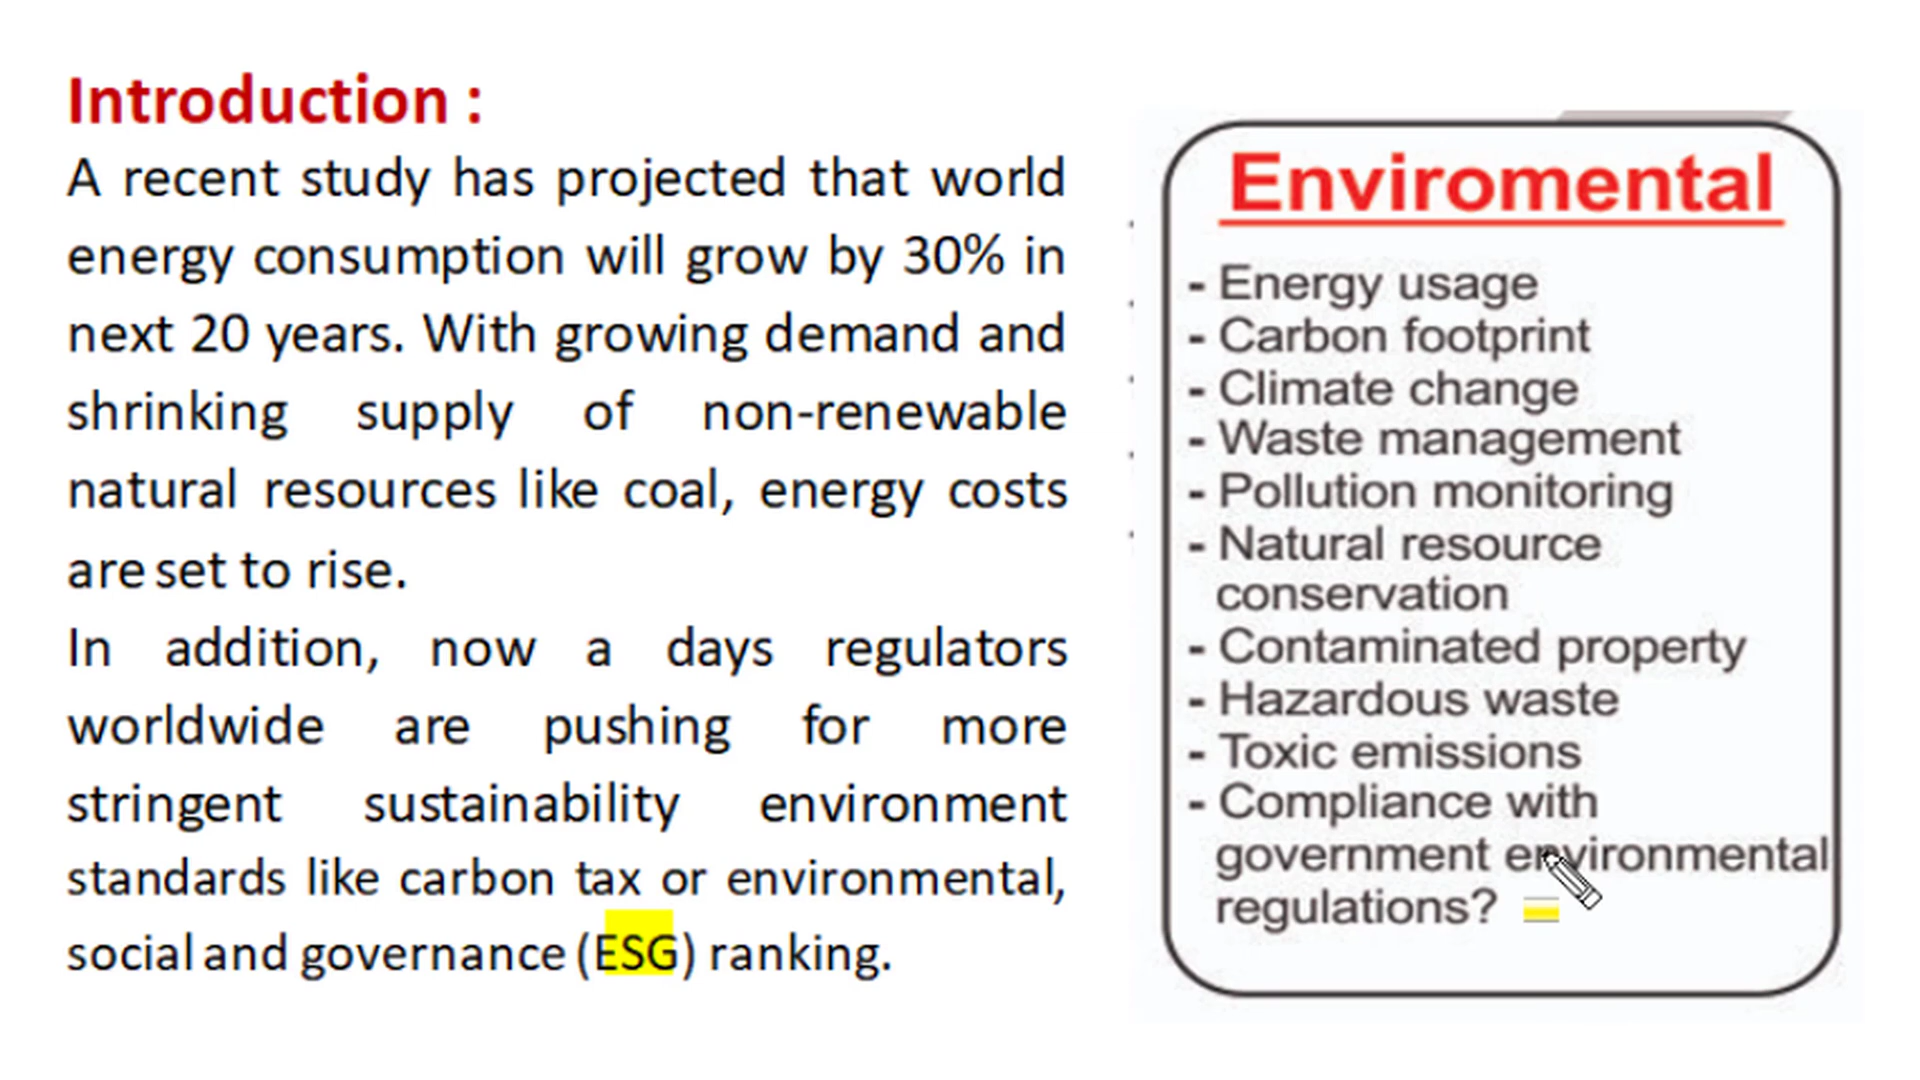 Introduction :
A recent study has projected that world
energy consumption will grow by 30% in
next 20 years. With growing demand and
shrinking supply of non-renewable
natural resources like coal, energy costs
are set to rise.
In addition, now a days regulators
worldwide are pushing for more
stringent sustainability environment
standards like carbon tax or environmental,
social and governance (ESG) ranking.
Enviromental
- Energy usage
- Carbon footprint
- Climate change
- Waste management
- Pollution monitoring
- Natural resource
conservation
- Contaminated property
- Hazardous waste
- Toxic emissions
- Compliance with
government environmental
regulations?